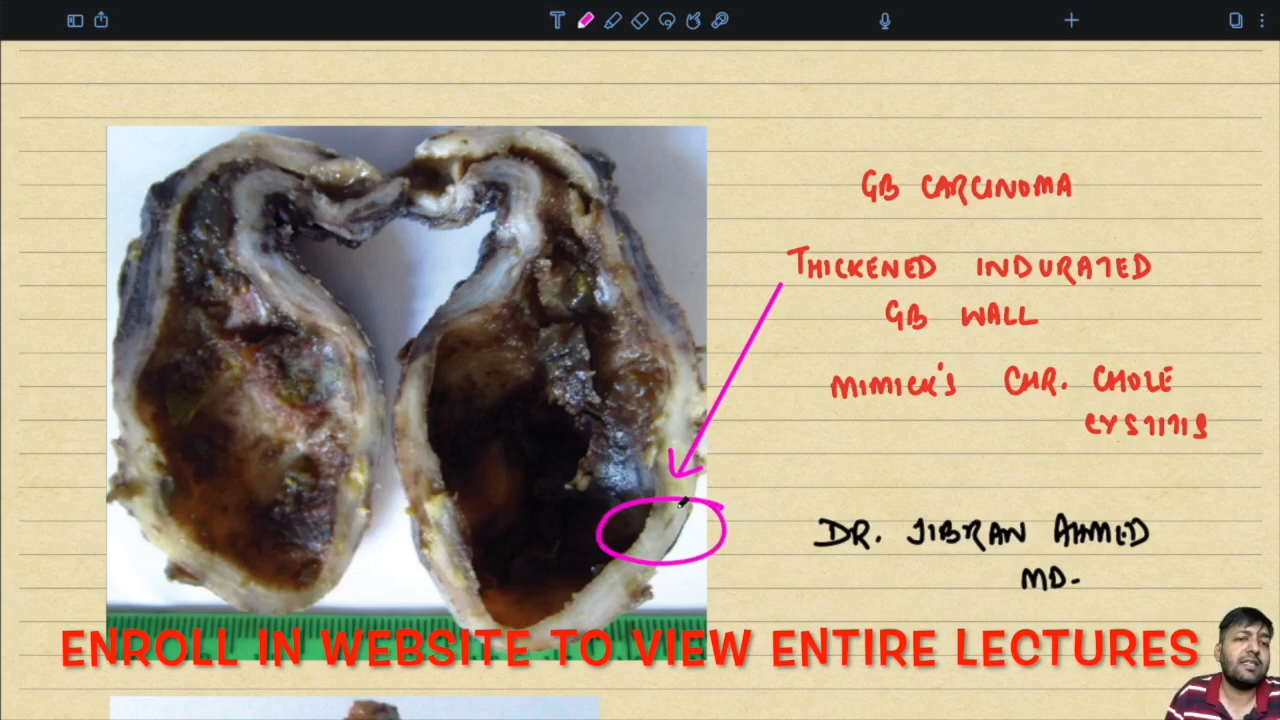 GB CARCINOMA
THICKENED INDURATED
GB WALL
MIMICK'S CHR. CHOLE
CYSTITIS
DR. JIBRAN AHMED
MD.
ENROLL IN WEBSITE TO VIEW ENTIRE LECTURES